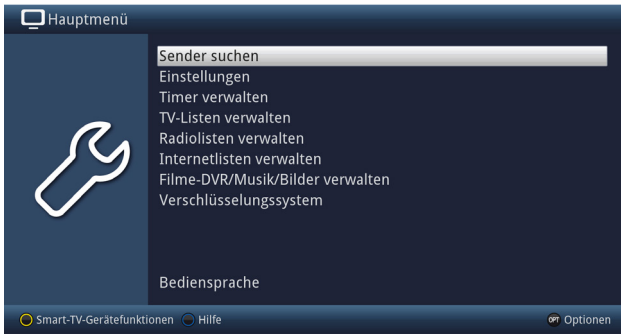 Hauptmenü
Sender suchen
Einstellungen
Timer verwalten
TV-Listen verwalten
Radiolisten verwalten
Internetlisten verwalten
Filme-DVR/Musik/Bilder verwalten
Verschlüsselungssystem
Bediensprache
Smart-TV-Gerätefunktionen Hilfe OPT Optionen